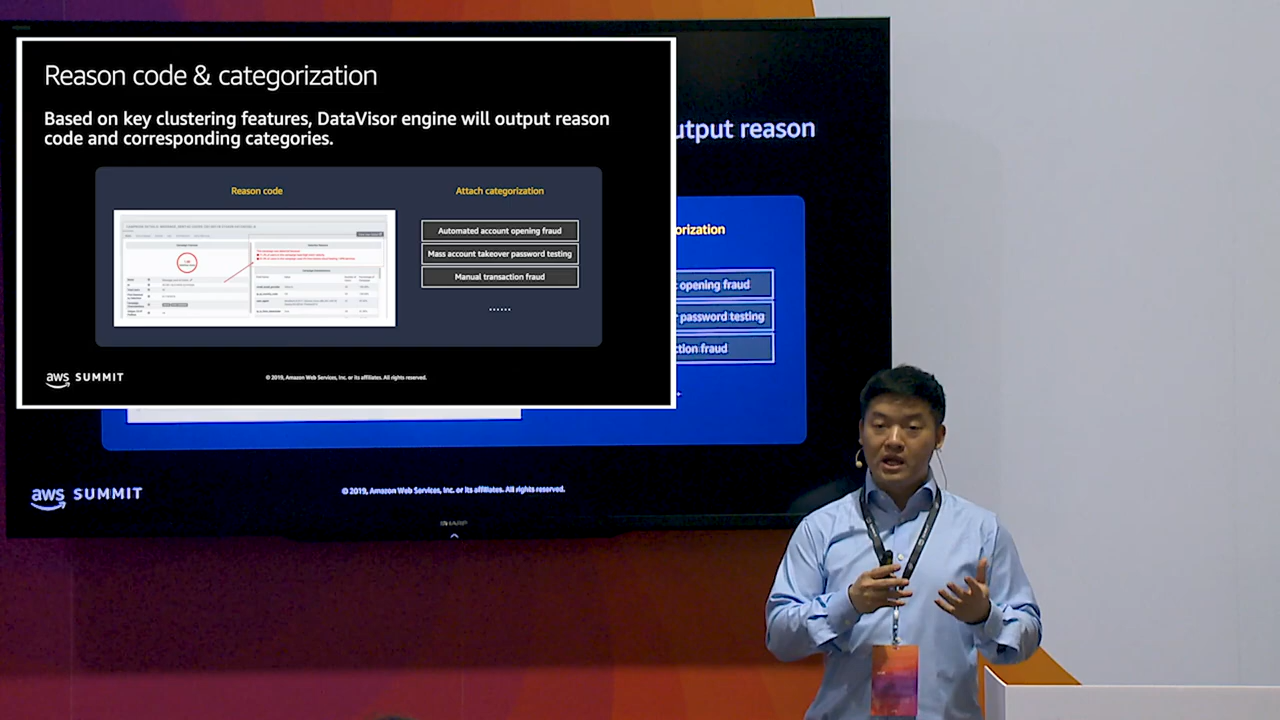 Reason code & categorization
Based on key clustering features, DataVisor engine will output reason
code and corresponding categories.
Reason code
Attach categorization
Automated account opening fraud
Mass account takeover password testing
Manual transaction fraud
......
aws SUMMIT
© 2019, Amazon Web Services, Inc. or its affiliates. All rights reserved.
utput reason
orization
opening fraud
password testing
ction fraud
aws SUMMIT
© 2019, Amazon Web Services, Inc. or its affiliates. All rights reserved.
SHARP